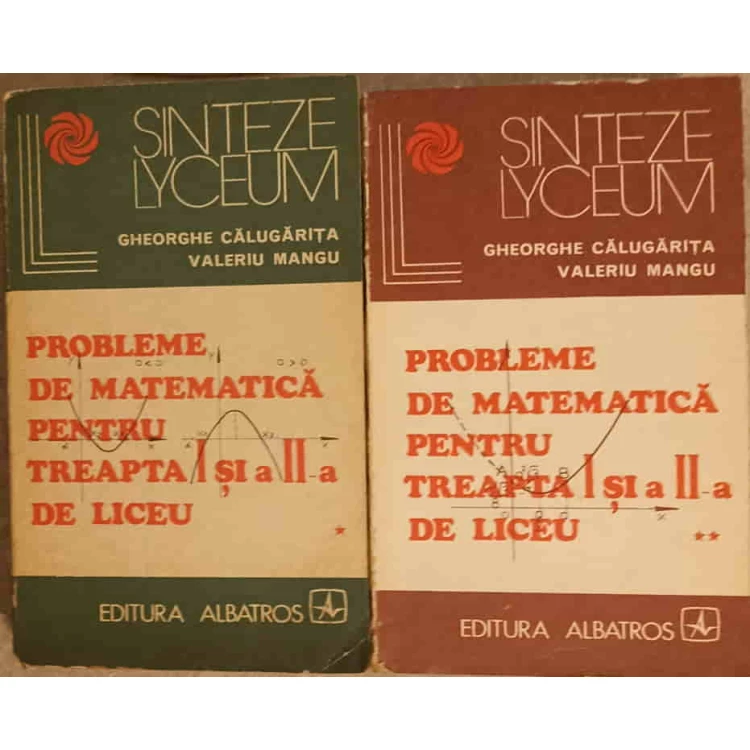 SINTEZE
LYCEUM
GHEORGHE CĂLUGĂRIȚA
VALERIU MANGU
PROBLEME
DE MATEMATICĂ
PENTRU
TREAPTA I ȘI a II-a
DE LICEU
*
EDITURA ALBATROS
SINTEZE
LYCEUM
GHEORGHE CĂLUGĂRIȚA
VALERIU MANGU
PROBLEME
DE MATEMATICĂ
PENTRU
TREAPTA I ȘI a II-a
DE LICEU
**
EDITURA ALBATROS